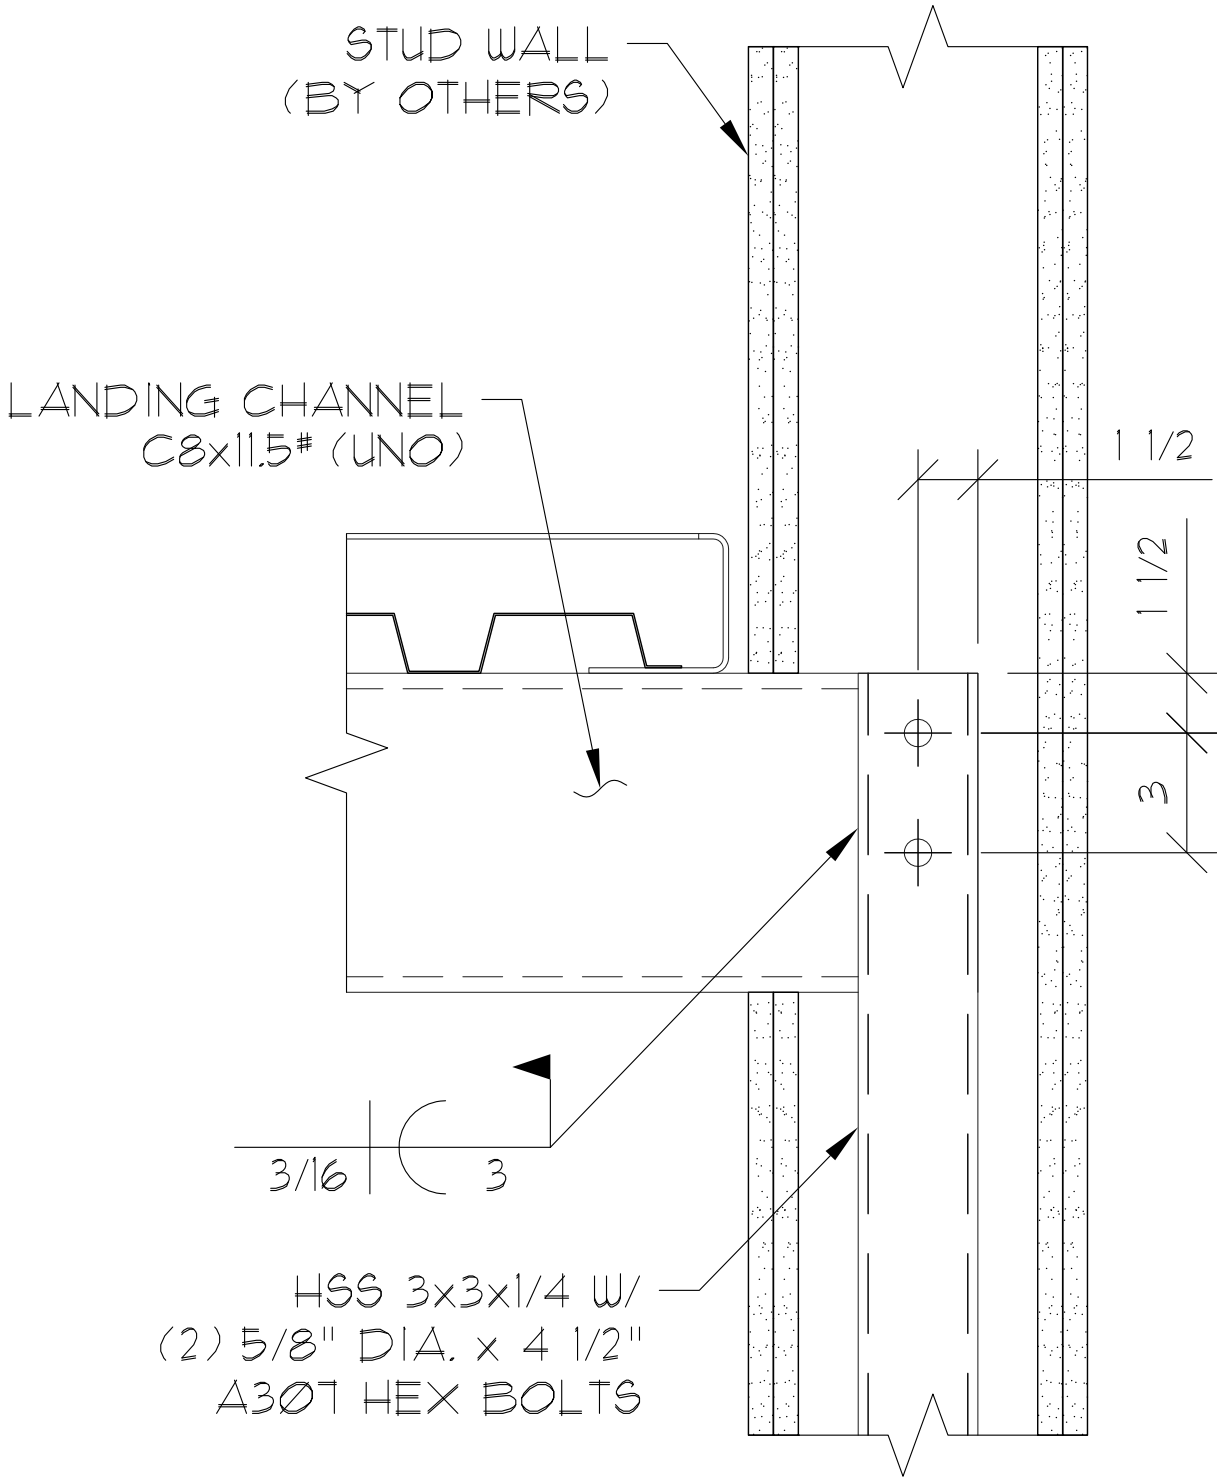 STUD WALL
(BY OTHERS)
LANDING CHANNEL
C8x11.5# (UNO)
1 1/2
1 1/2
3
3/16
3
HSS 3x3x1/4 W/
(2) 5/8" DIA. x 4 1/2"
A307 HEX BOLTS